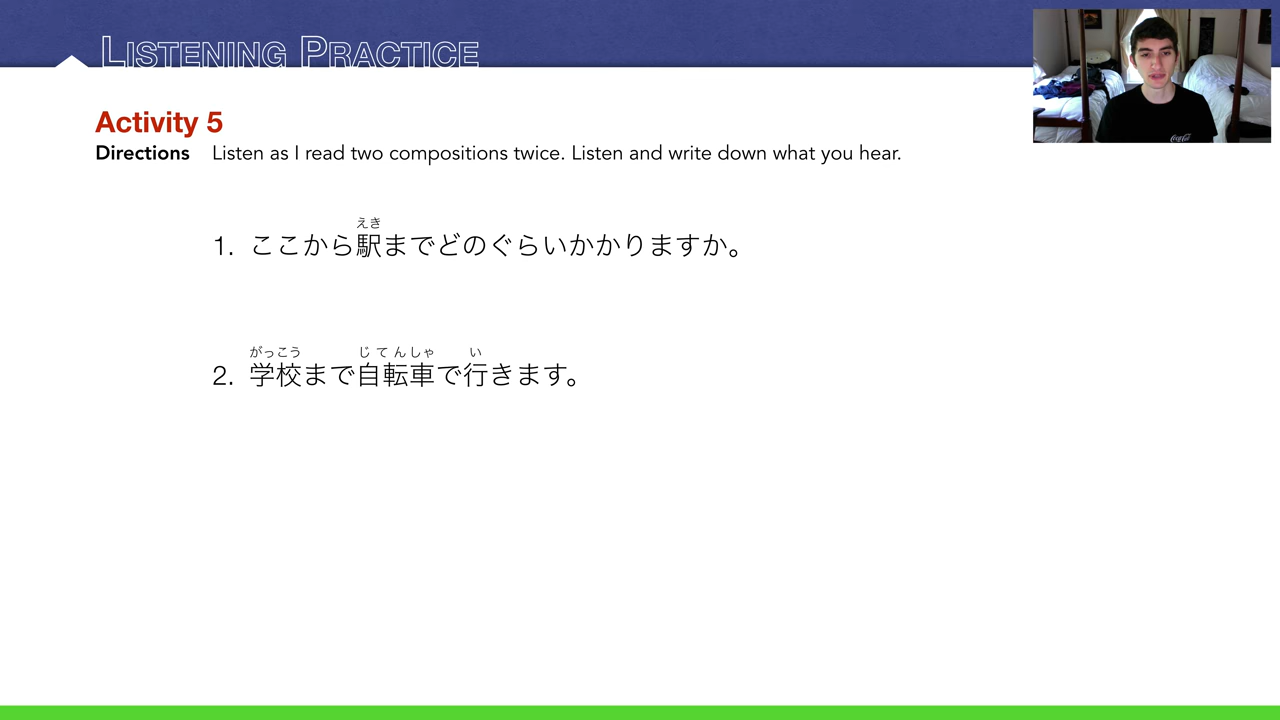 LISTENING PRACTICE
Activity 5
Directions Listen as I read two compositions twice. Listen and write down what you hear.
えき
1. ここから駅までどのぐらいかかりますか。
がっこう じてんしゃ い
2. 学校まで自転車で行きます。
Coca-Cola